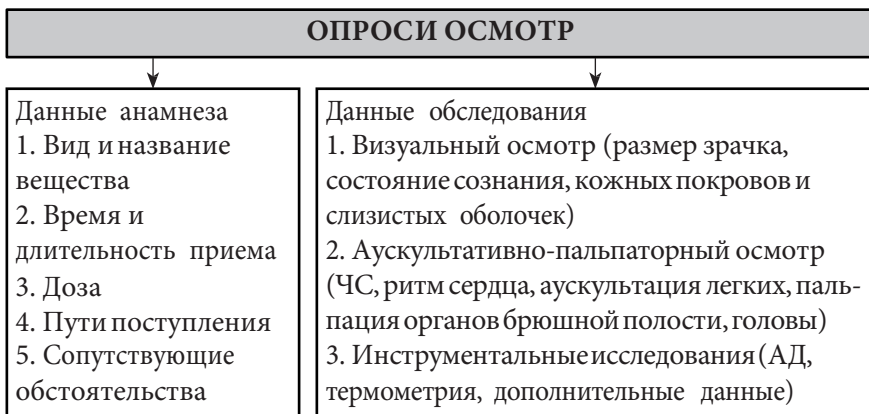 ОПРОСИ ОСМОТР
Данные анамнеза
1. Вид и название
вещества
2. Время и
длительность приема
3. Доза
4. Пути поступления
5. Сопутствующие
обстоятельства
Данные обследования
1. Визуальный осмотр (размер зрачка,
состояние сознания, кожных покровов и
слизистых оболочек)
2. Аускультативно-пальпаторный осмотр
(ЧС, ритм сердца, аускультация легких, паль-
пация органов брюшной полости, головы)
3. Инструментальные исследования (АД,
термометрия, дополнительные данные)